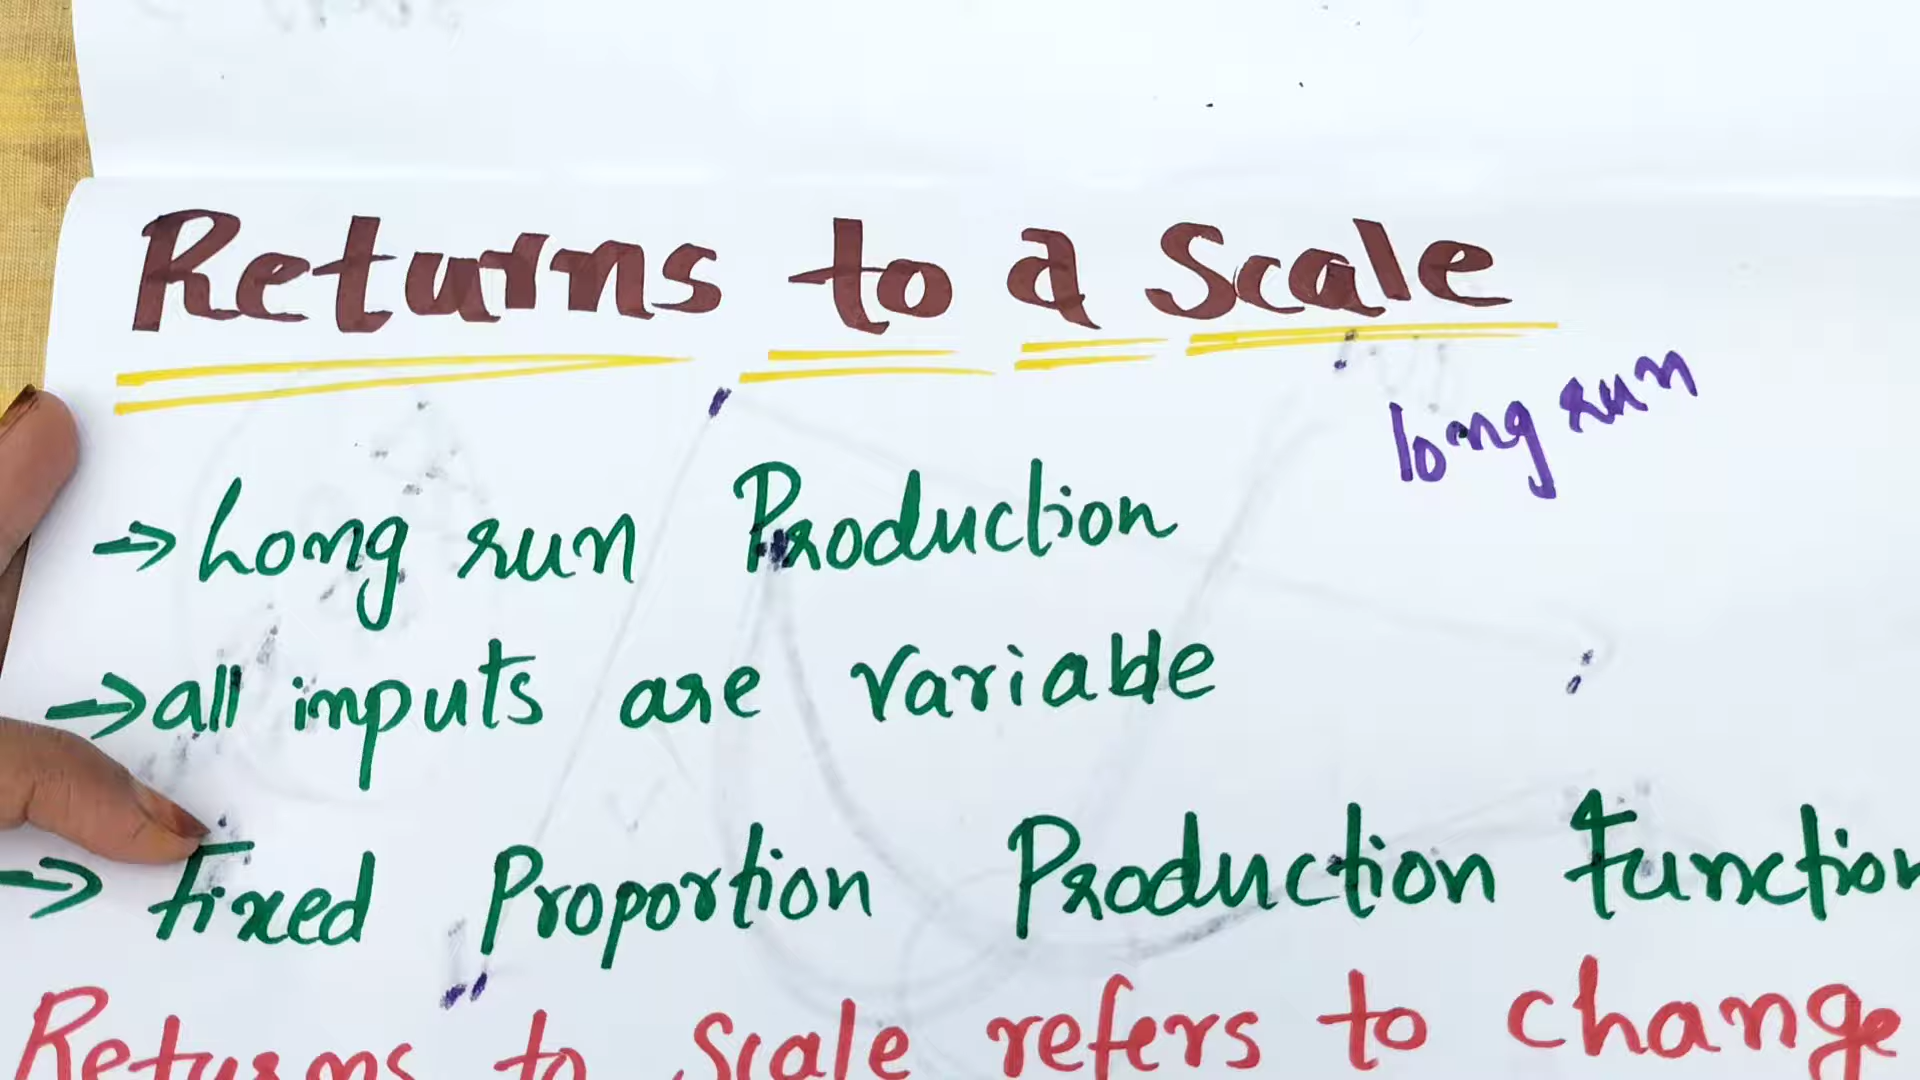 Returns to a Scale
long run
→ Long run Production
→ all inputs are variable
→ Fixed Proportion Production function
Returns to Scale refers to change